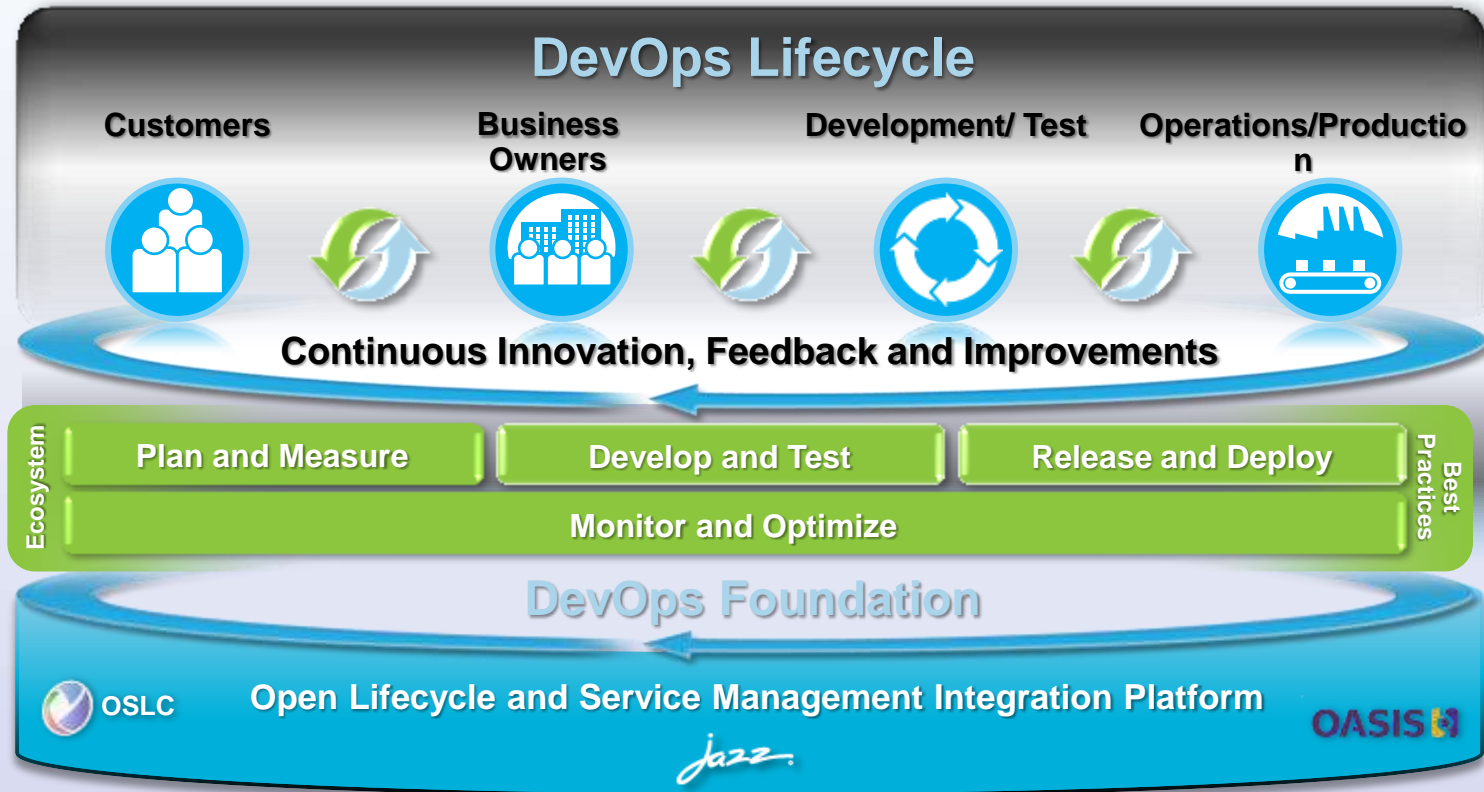 DevOps Lifecycle
Customers
Business
Owners
Development/ Test
Operations/Productio
n
Continuous Innovation, Feedback and Improvements
Ecosystem
Plan and Measure
Develop and Test
Release and Deploy
Best
Practices
Monitor and Optimize
DevOps Foundation
OSLC
Open Lifecycle and Service Management Integration Platform
OASIS
jazz.